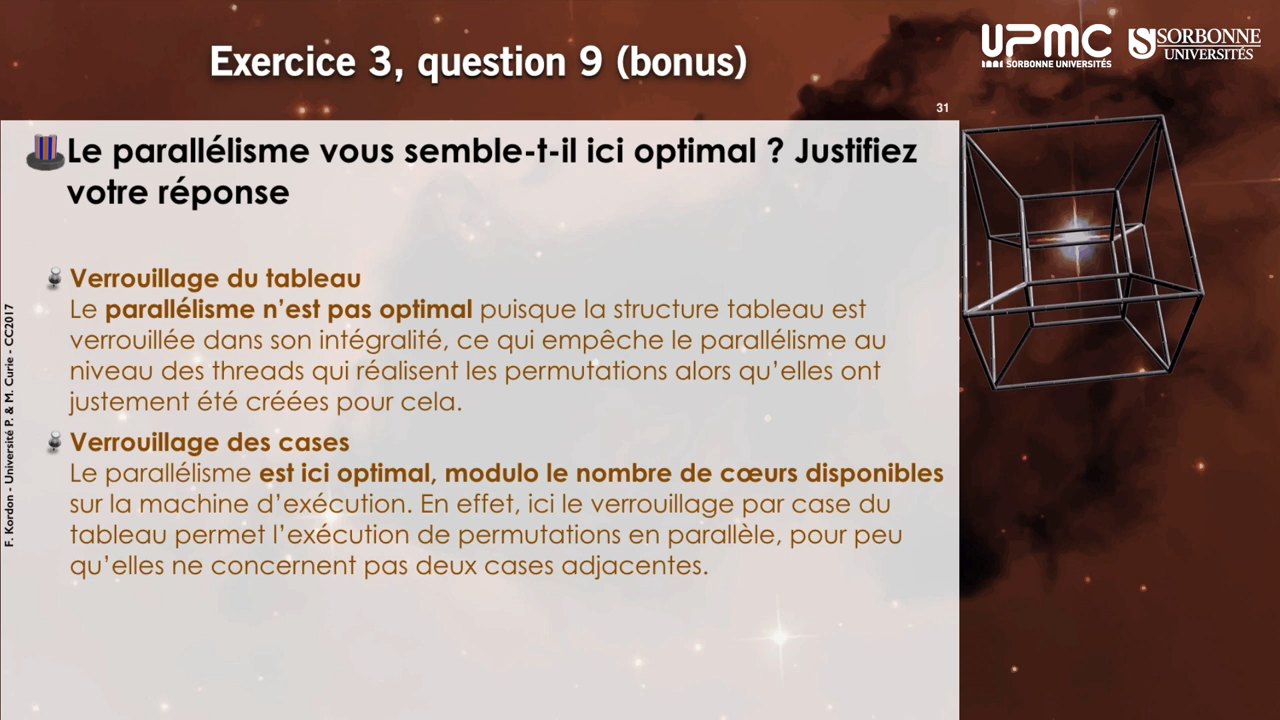 Exercice 3, question 9 (bonus)
UPMC
SORBONNE UNIVERSITÉS
SORBONNE
UNIVERSITÉS
31
Le parallélisme vous semble-t-il ici optimal ? Justifiez
votre réponse
Verrouillage du tableau
Le parallélisme n’est pas optimal puisque la structure tableau est
verrouillée dans son intégralité, ce qui empêche le parallélisme au
niveau des threads qui réalisent les permutations alors qu’elles ont
justement été créées pour cela.
Verrouillage des cases
Le parallélisme est ici optimal, modulo le nombre de cœurs disponibles
sur la machine d’exécution. En effet, ici le verrouillage par case du
tableau permet l’exécution de permutations en parallèle, pour peu
qu’elles ne concernent pas deux cases adjacentes.
F. Kordon - Université P. & M. Curie - CC2017